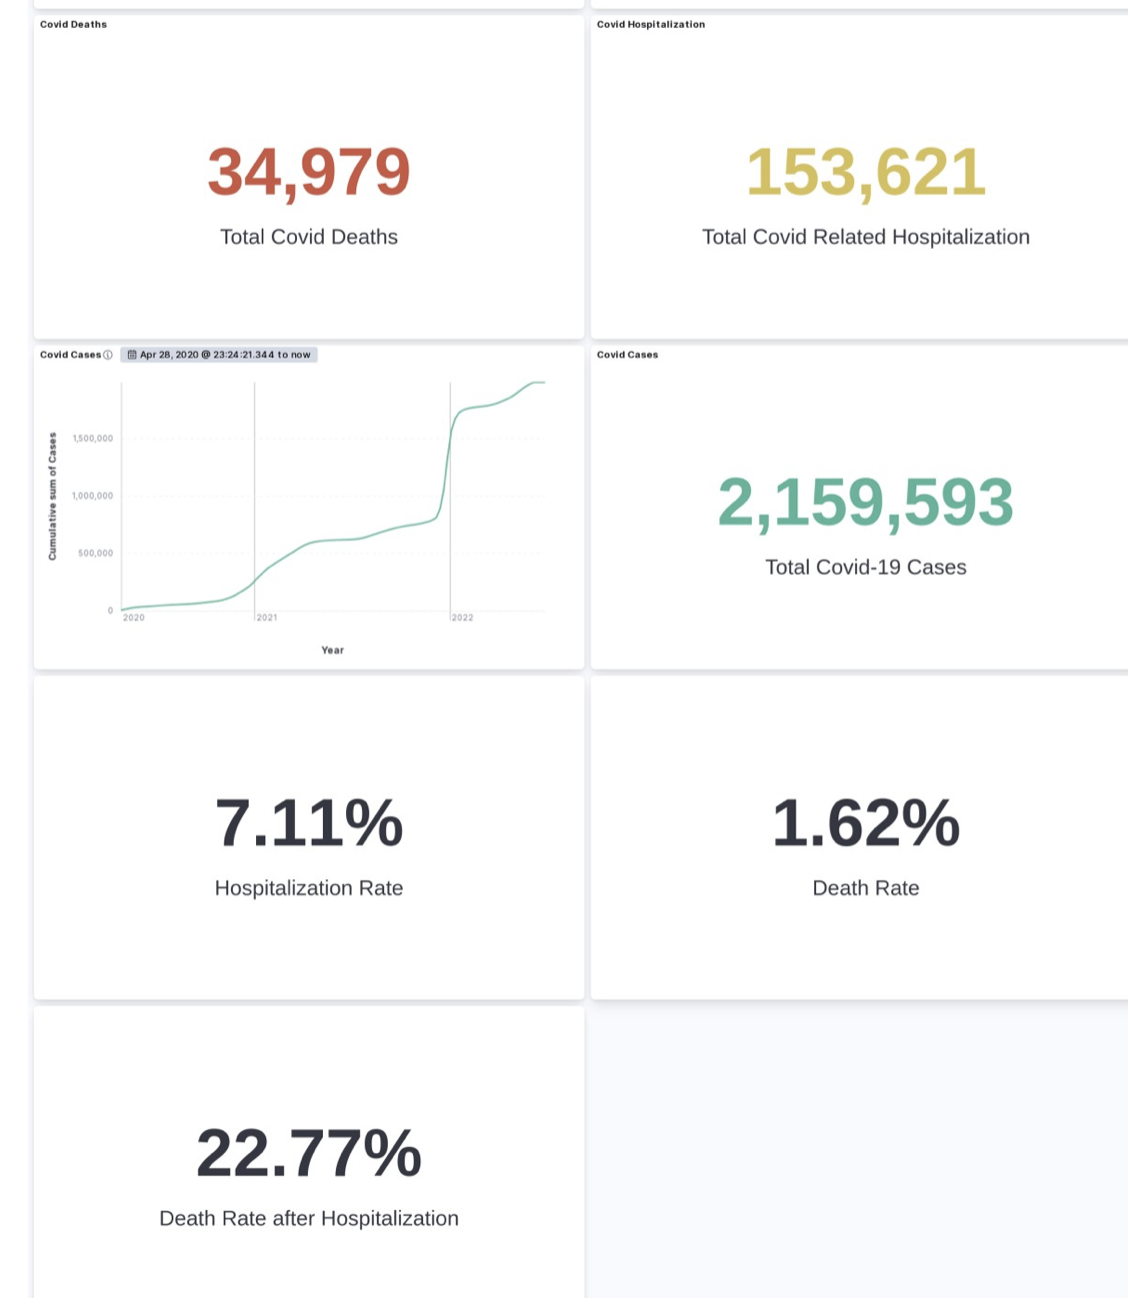 Covid Deaths
34,979
Total Covid Deaths
Covid Hospitalization
153,621
Total Covid Related Hospitalization
Covid Cases
Apr 28, 2020 @ 23:24:21.344 to now
Cumulative sum of Cases
1,500,000
1,000,000
500,000
0
2020
2021
2022
Year
Covid Cases
2,159,593
Total Covid-19 Cases
7.11%
Hospitalization Rate
1.62%
Death Rate
22.77%
Death Rate after Hospitalization